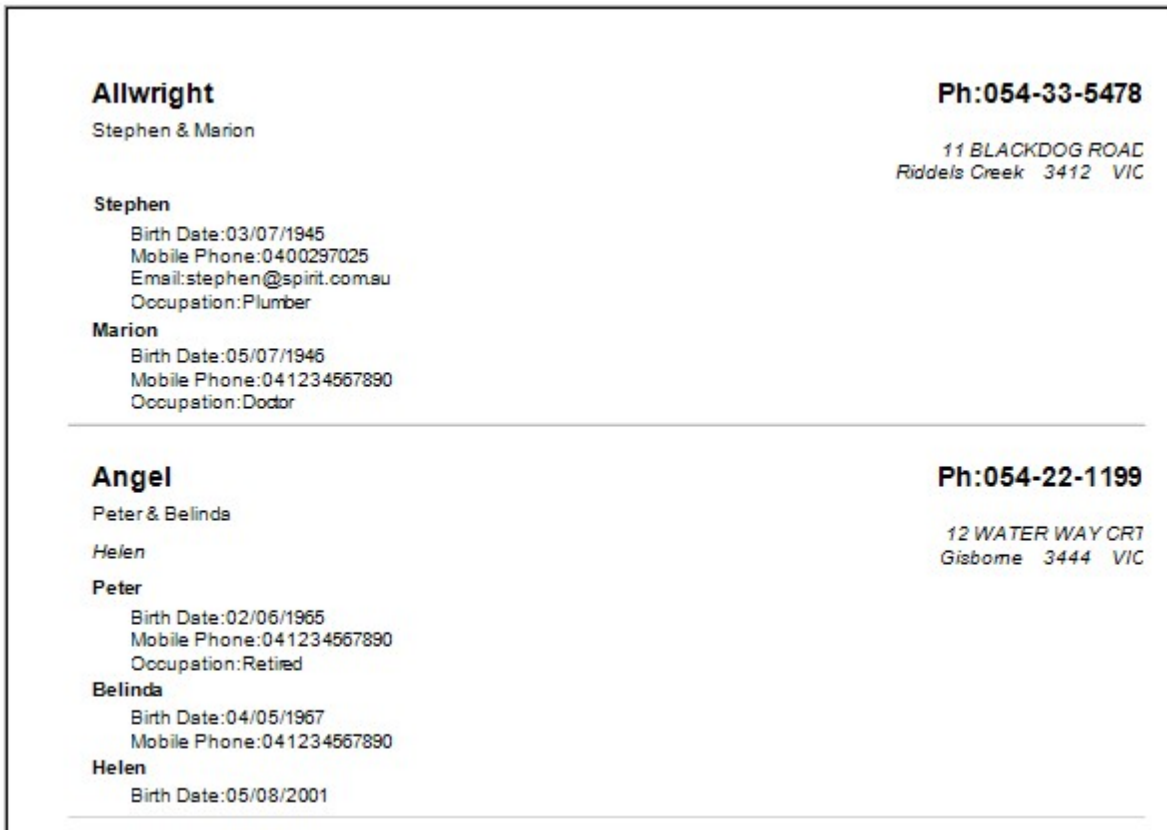 Allwright Ph:054-33-5478
Stephen & Marion
11 BLACKDOG ROAD
Riddels Creek 3412 VIC
Stephen
Birth Date:03/07/1945
Mobile Phone:0400297025
Email:stephen@spirit.com.au
Occupation:Plumber
Marion
Birth Date:05/07/1946
Mobile Phone:041234567890
Occupation:Doctor
Angel Ph:054-22-1199
Peter & Belinda
12 WATER WAY CRT
Helen
Gisborne 3444 VIC
Peter
Birth Date:02/06/1965
Mobile Phone:041234567890
Occupation:Retired
Belinda
Birth Date:04/05/1967
Mobile Phone:041234567890
Helen
Birth Date:05/08/2001